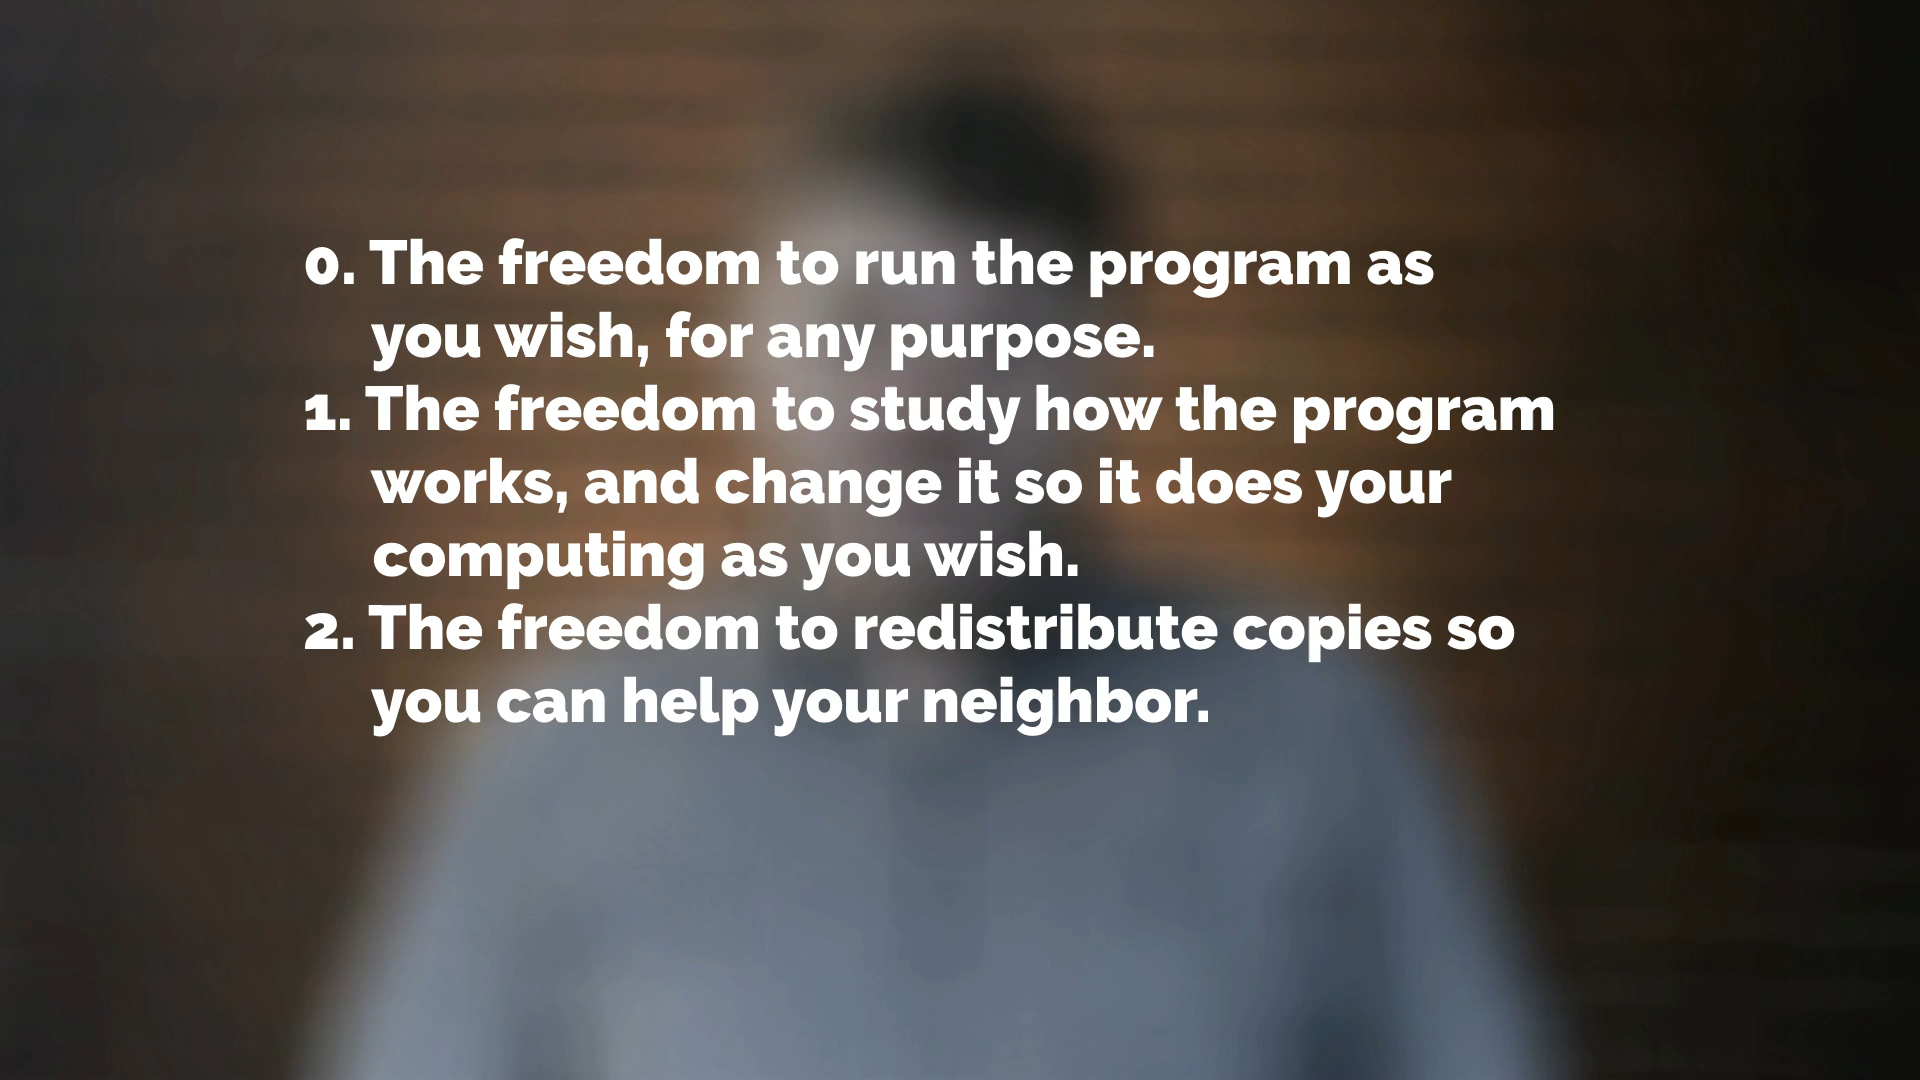 0. The freedom to run the program as
you wish, for any purpose.
1. The freedom to study how the program
works, and change it so it does your
computing as you wish.
2. The freedom to redistribute copies so
you can help your neighbor.